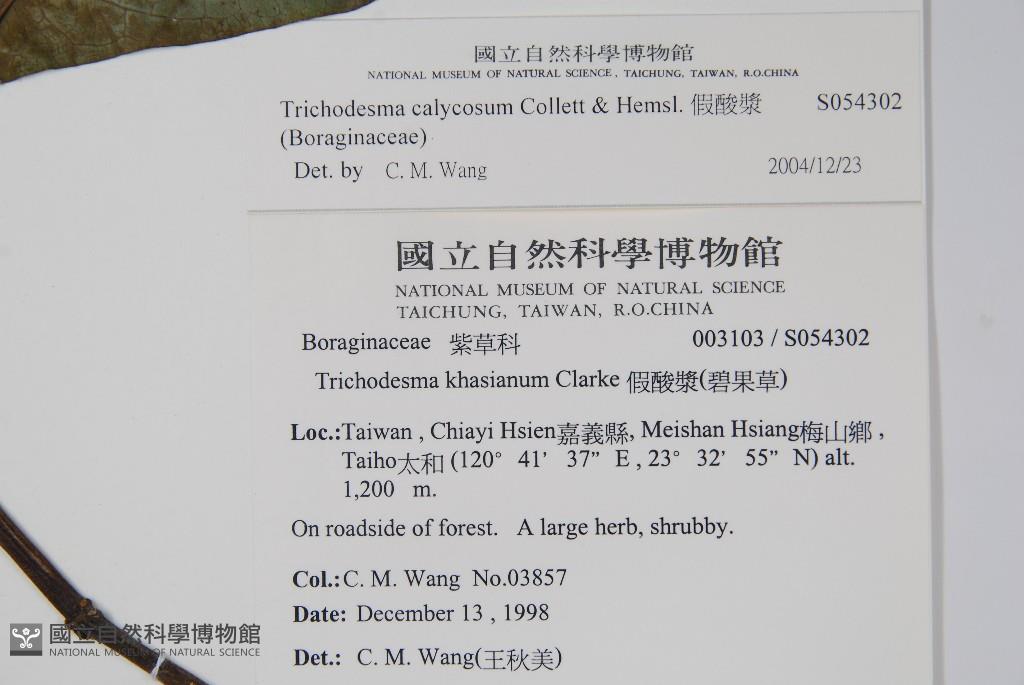 國立自然科學博物館
NATIONAL MUSEUM OF NATURAL SCIENCE, TAICHUNG, TAIWAN, R.O.CHINA
Trichodesma calycosum Collett & Hemsl. 假酸漿 S054302
(Boraginaceae)
Det. by C. M. Wang 2004/12/23
國立自然科學博物館
NATIONAL MUSEUM OF NATURAL SCIENCE
TAICHUNG, TAIWAN, R.O.CHINA
Boraginaceae 紫草科 003103 / S054302
Trichodesma khasianum Clarke 假酸漿(碧果草)
Loc.:Taiwan , Chiayi Hsien嘉義縣, Meishan Hsiang梅山鄉 ,
Taiho太和 (120° 41’ 37” E , 23° 32’ 55” N) alt.
1,200 m.
On roadside of forest. A large herb, shrubby.
Col.:C. M. Wang No.03857
Date: December 13 , 1998
Det.: C. M. Wang(王秋美)
國立自然科學博物館
NATIONAL MUSEUM OF NATURAL SCIENCE